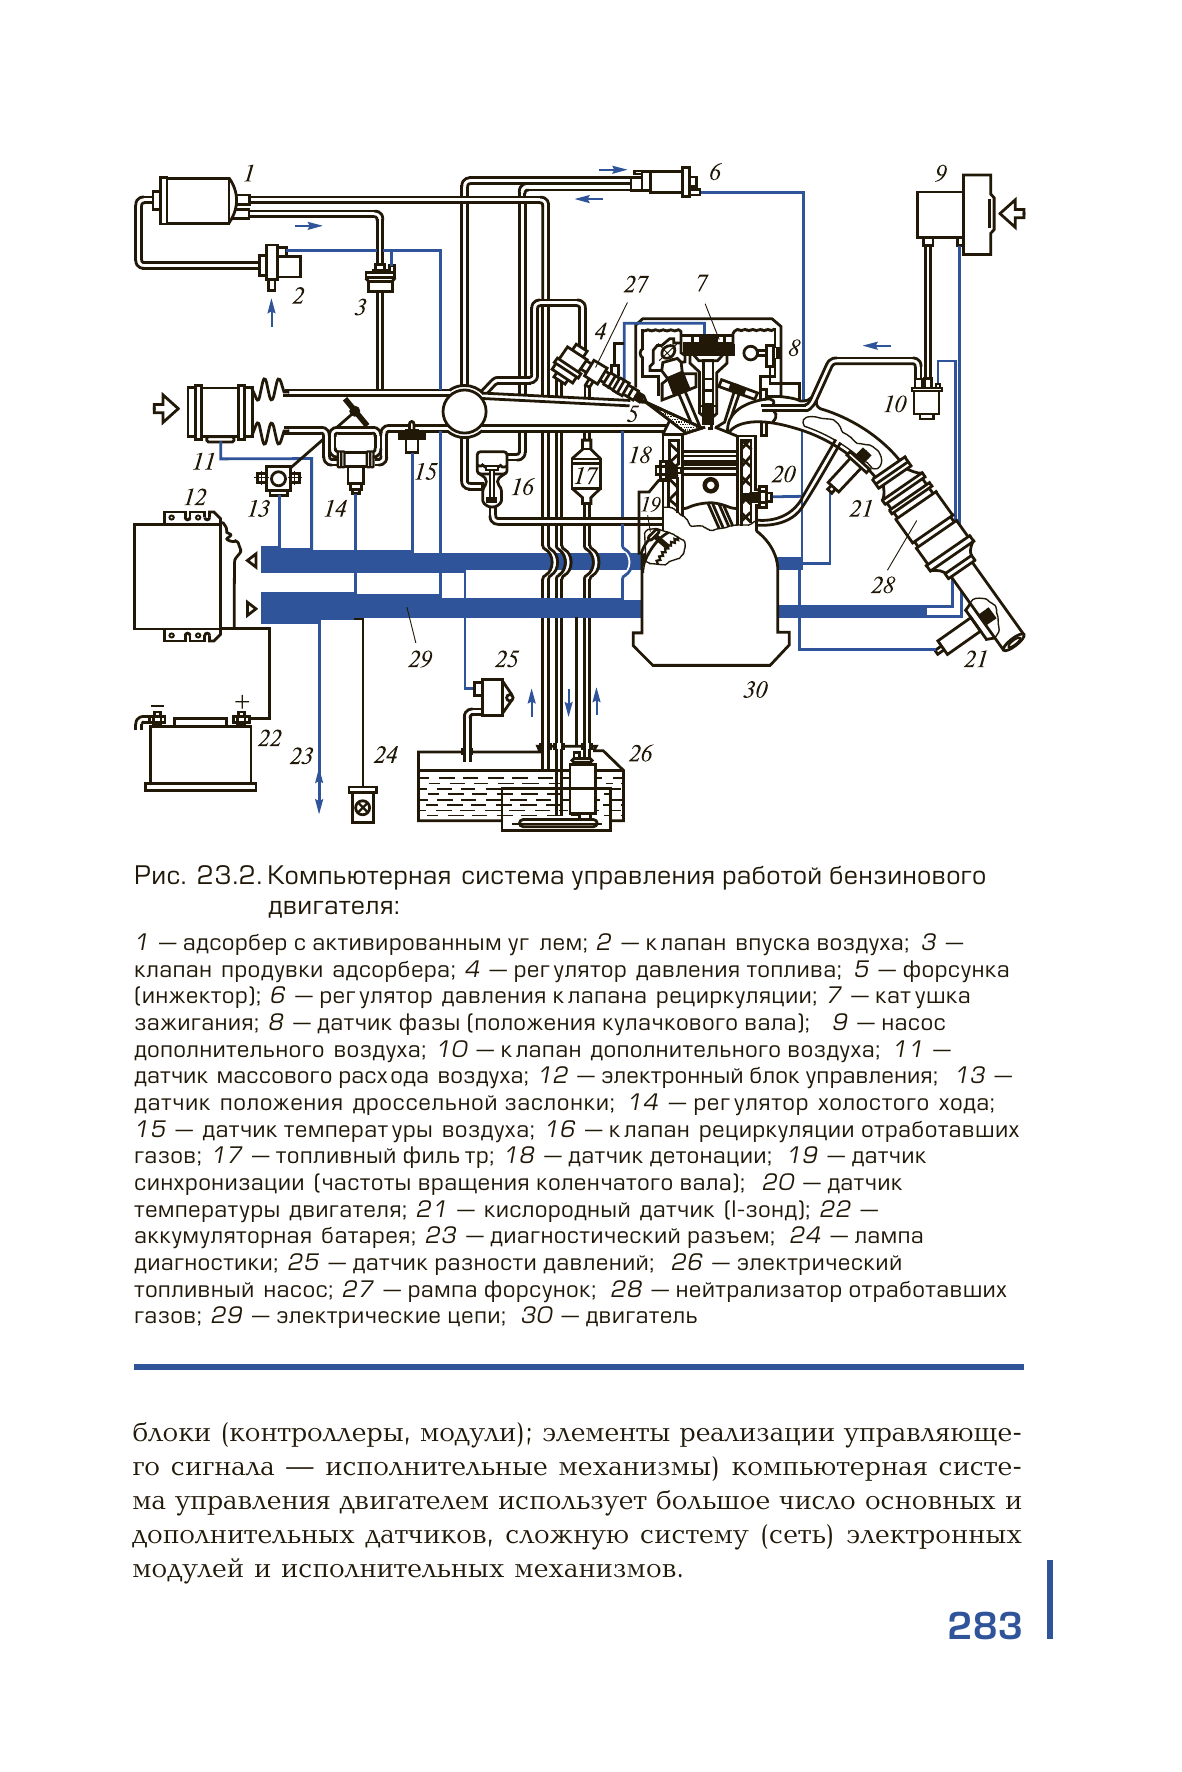 1
6
9
2
3
27
7
4
8
5
10
11
15
16
17
18
20
12
13
14
19
21
28
29
25
21
30
− +
22
23
24
26
Рис. 23.2. Компьютерная система управления работой бензинового
двигателя:
1 — адсорбер с активированным уг лем; 2 — клапан впуска воздуха; 3 —
клапан продувки адсорбера; 4 — регулятор давления топлива; 5 — форсунка
(инжектор); 6 — регулятор давления клапана рециркуляции; 7 — катушка
зажигания; 8 — датчик фазы (положения кулачкового вала); 9 — насос
дополнительного воздуха; 10 — клапан дополнительного воздуха; 11 —
датчик массового расхода воздуха; 12 — электронный блок управления; 13 —
датчик положения дроссельной заслонки; 14 — регулятор холостого хода;
15 — датчик температуры воздуха; 16 — клапан рециркуляции отработавших
газов; 17 — топливный фильтр; 18 — датчик детонации; 19 — датчик
синхронизации (частоты вращения коленчатого вала); 20 — датчик
температуры двигателя; 21 — кислородный датчик (l-зонд); 22 —
аккумуляторная батарея; 23 — диагностический разъем; 24 — лампа
диагностики; 25 — датчик разности давлений; 26 — электрический
топливный насос; 27 — рампа форсунок; 28 — нейтрализатор отработавших
газов; 29 — электрические цепи; 30 — двигатель
блоки (контроллеры, модули); элементы реализации управляюще-
го сигнала — исполнительные механизмы) компьютерная систе-
ма управления двигателем использует большое число основных и
дополнительных датчиков, сложную систему (сеть) электронных
модулей и исполнительных механизмов.
283